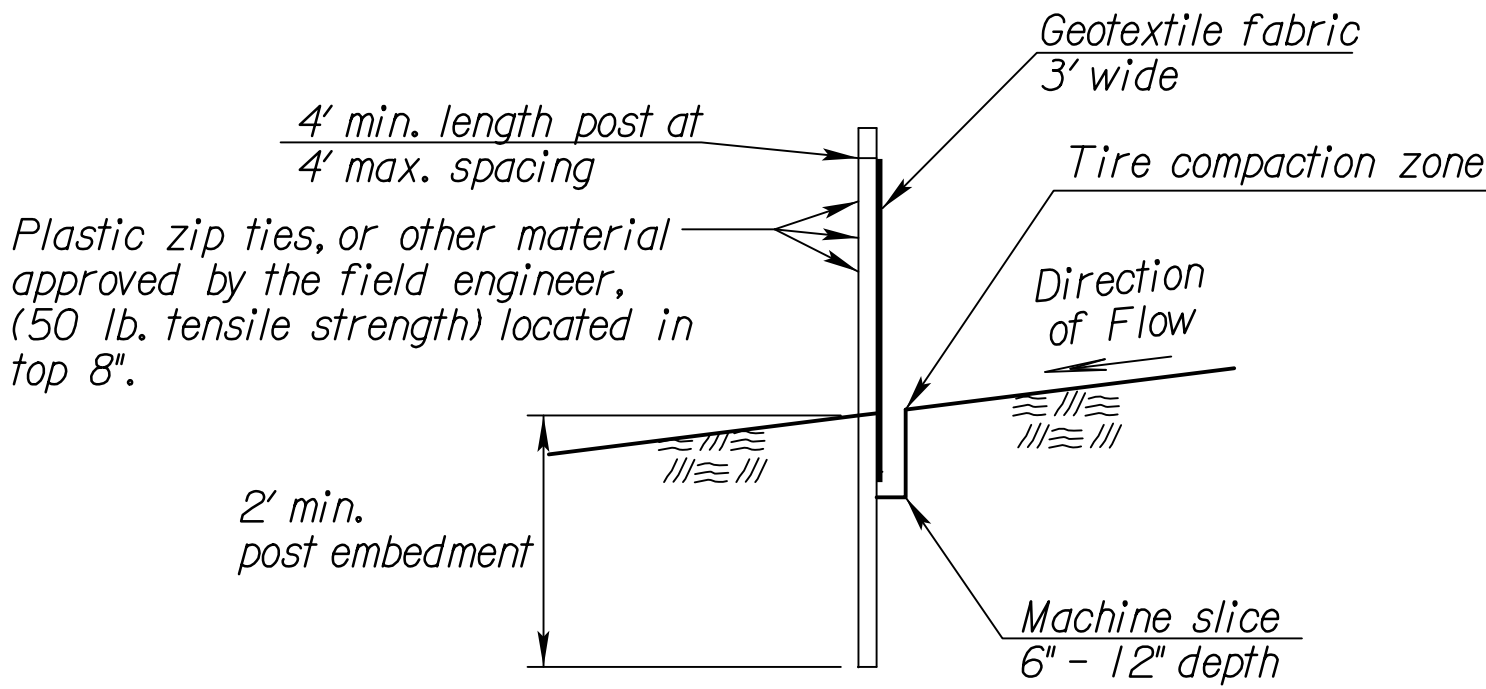 Geotextile fabric
3' wide
4' min. length post at
4' max. spacing
Tire compaction zone
Plastic zip ties, or other material
approved by the field engineer,
(50 lb. tensile strength) located in
top 8".
Direction
of Flow
2' min.
post embedment
Machine slice
6" - 12" depth